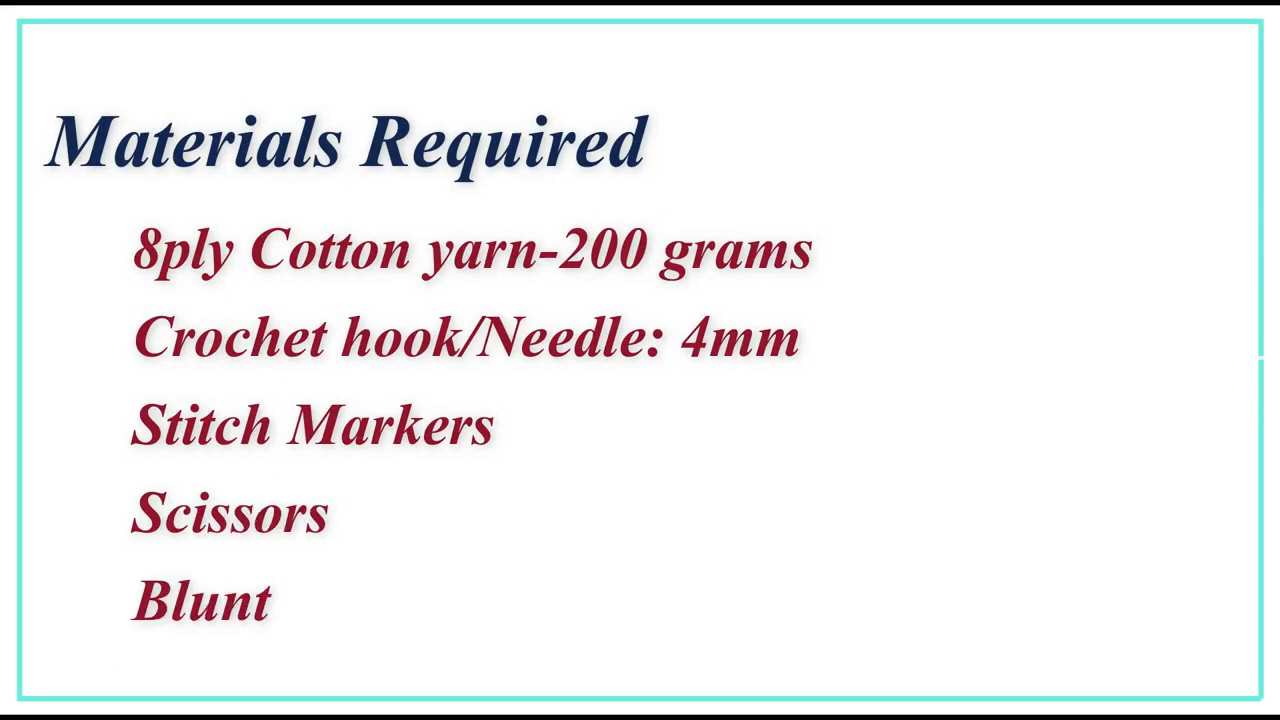 Materials Required
8ply Cotton yarn-200 grams
Crochet hook/Needle: 4mm
Stitch Markers
Scissors
Blunt